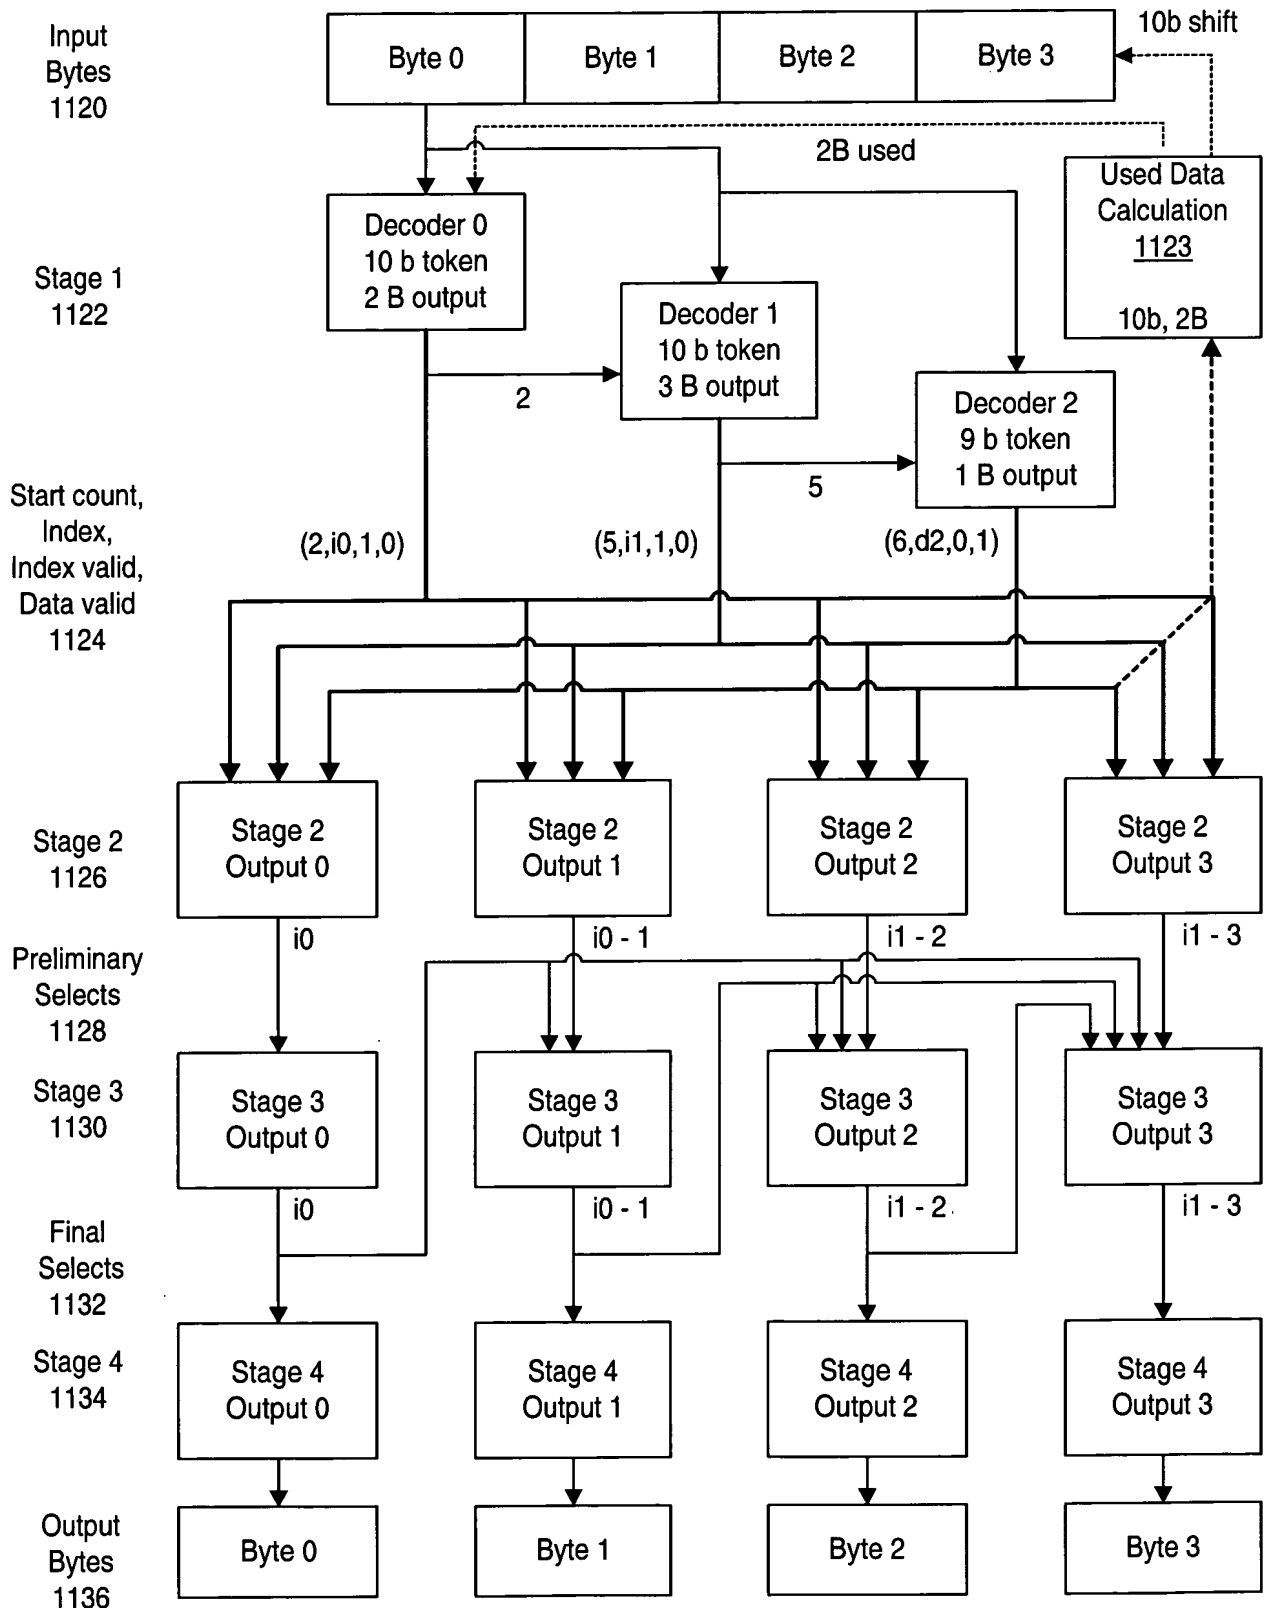 Input
Bytes
1120
Byte 0
Byte 1
Byte 2
Byte 3
10b shift
2B used
Used Data
Calculation
1123
10b, 2B
Stage 1
1122
Decoder 0
10 b token
2 B output
Decoder 1
10 b token
3 B output
Decoder 2
9 b token
1 B output
2
5
Start count,
Index,
Index valid,
Data valid
1124
(2,i0,1,0)
(5,i1,1,0)
(6,d2,0,1)
Stage 2
1126
Stage 2
Output 0
Stage 2
Output 1
Stage 2
Output 2
Stage 2
Output 3
i0
i0 - 1
i1 - 2
i1 - 3
Preliminary
Selects
1128
Stage 3
1130
Stage 3
Output 0
Stage 3
Output 1
Stage 3
Output 2
Stage 3
Output 3
i0
i0 - 1
i1 - 2
i1 - 3
Final
Selects
1132
Stage 4
1134
Stage 4
Output 0
Stage 4
Output 1
Stage 4
Output 2
Stage 4
Output 3
Output
Bytes
1136
Byte 0
Byte 1
Byte 2
Byte 3